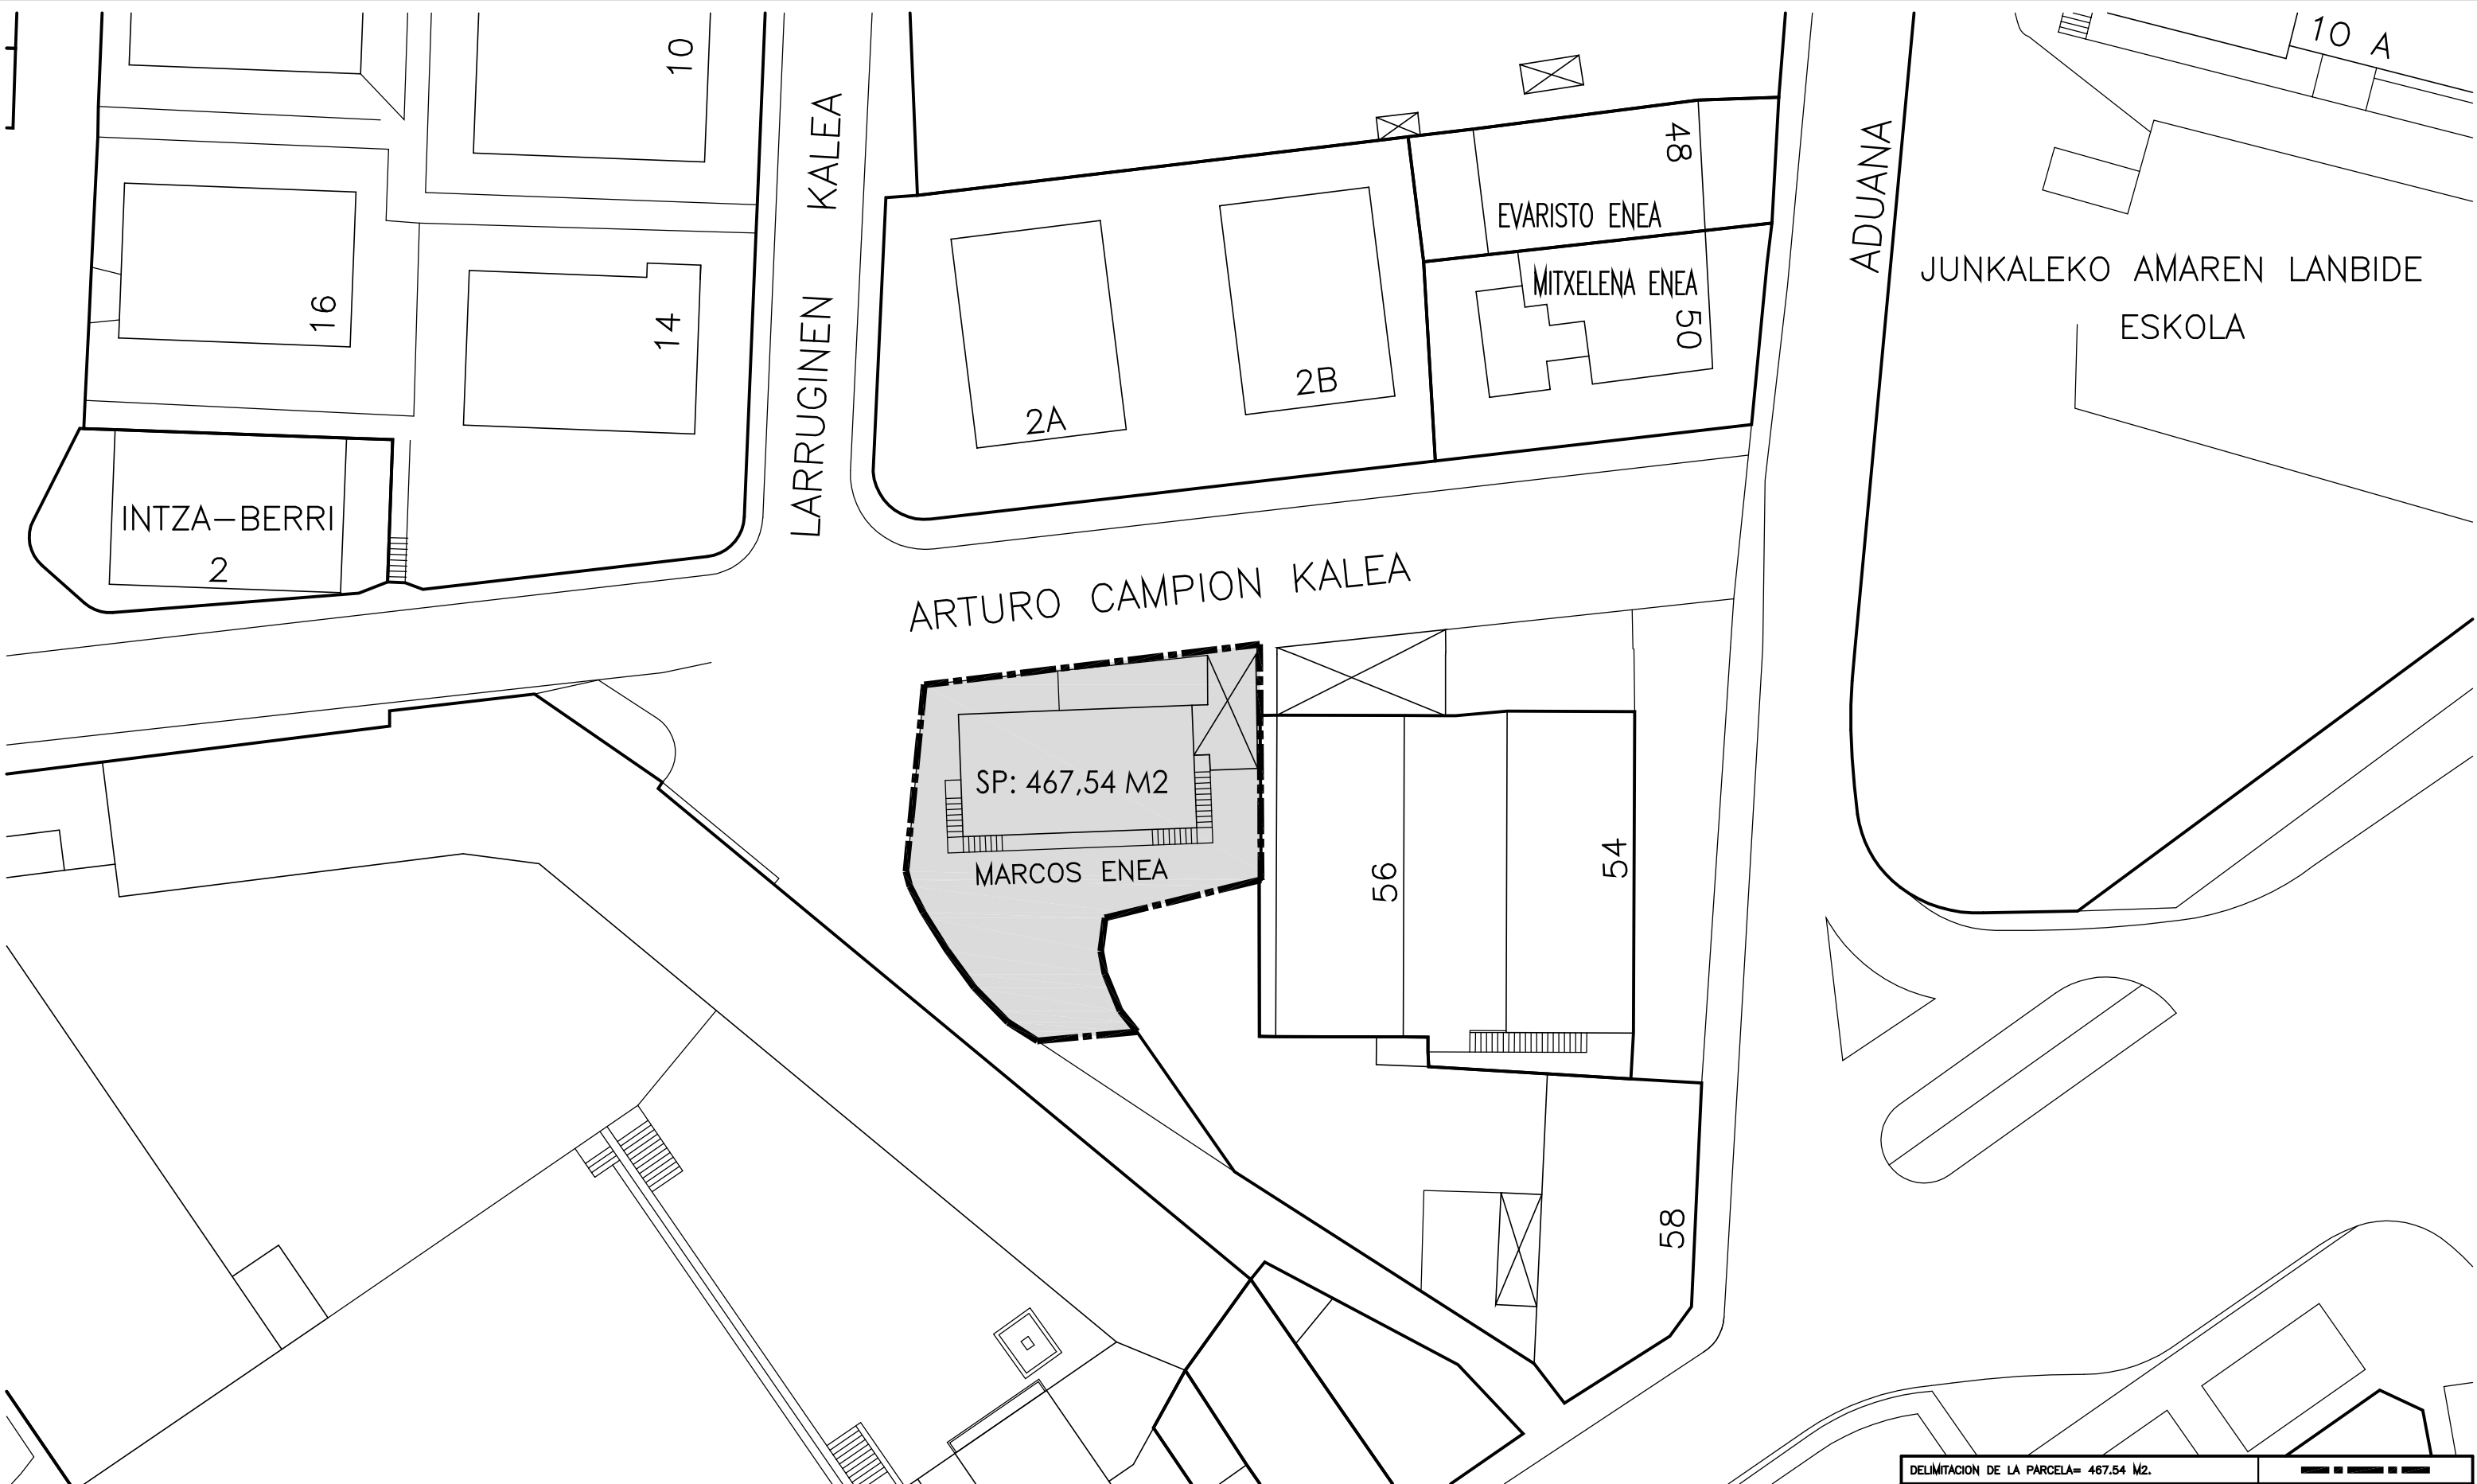 10
10 A
KALEA
LARRUGINEN
ADUANA
48
EVARISTO ENEA
MITXELENA ENEA
50
JUNKALEKO AMAREN LANBIDE
ESKOLA
16
14
2A
2B
INTZA-BERRI
2
ARTURO CAMPION KALEA
SP: 467,54 M2
MARCOS ENEA
56
54
58
DELIMITACION DE LA PARCELA= 467.54 M2.